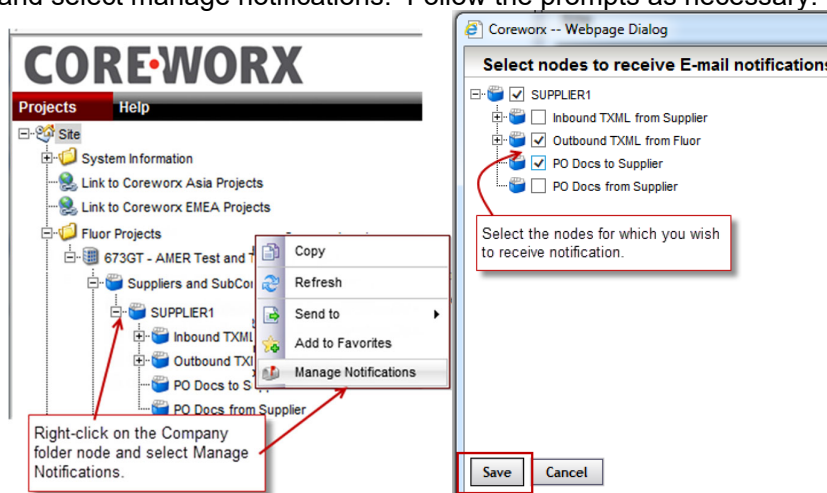 and select manage notifications. Follow the prompts as necessary.
COREWORX
Projects Help
Site
System Information
Link to Coreworx Asia Projects
Link to Coreworx EMEA Projects
Fluor Projects
673GT - AMER Test and T
Suppliers and SubCo
SUPPLIER1
Inbound TXML
Outbound TX
PO Docs to S
PO Docs from Supplier
Copy
Refresh
Send to
Add to Favorites
Manage Notifications
Right-click on the Company
folder node and select Manage
Notifications.
Coreworx -- Webpage Dialog
Select nodes to receive E-mail notifications
SUPPLIER1
Inbound TXML from Supplier
Outbound TXML from Fluor
PO Docs to Supplier
PO Docs from Supplier
Select the nodes for which you wish
to receive notification.
Save Cancel